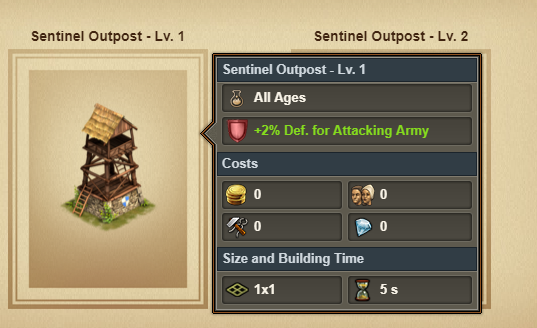 Sentinel Outpost - Lv. 1
Sentinel Outpost - Lv. 2
Sentinel Outpost - Lv. 1
All Ages
+2% Def. for Attacking Army
Costs
0
0
0
0
Size and Building Time
1x1
5 s